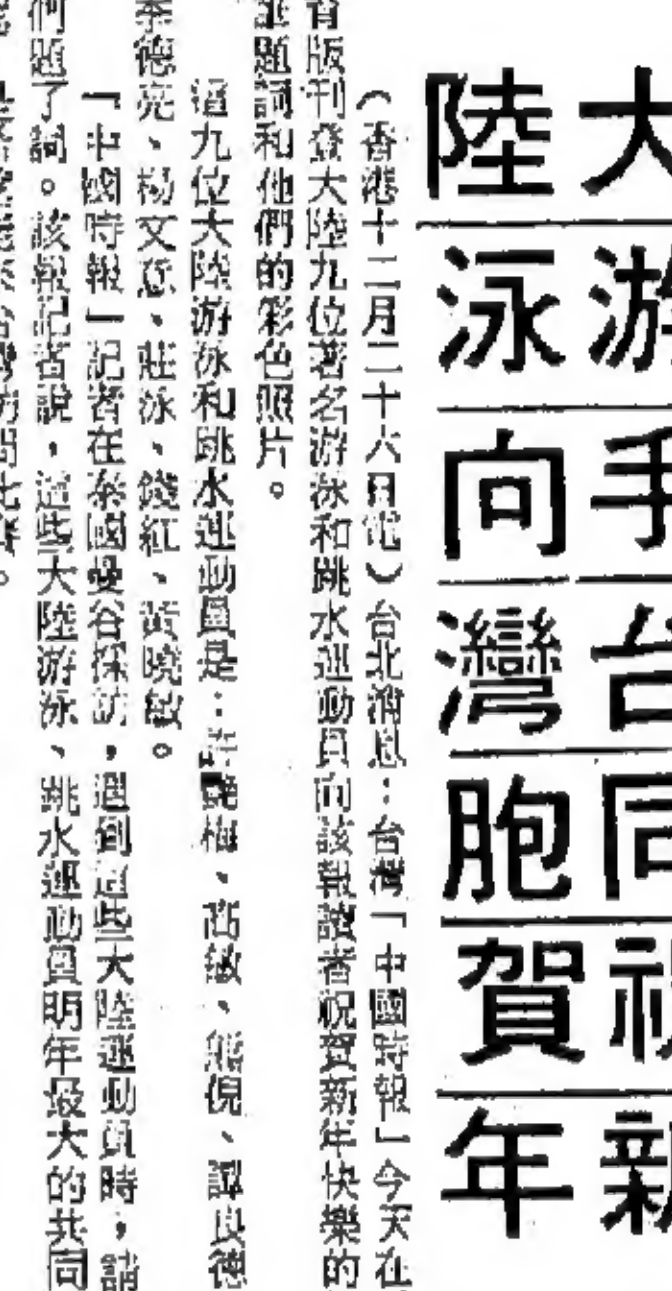 大陸
游泳
手向
台灣
同胞
祝賀
新年
（香港十二月二十六日電）台北消息：台灣「中國時報」今天在
育版刊登大陸九位著名游泳和跳水運動員向該報讀者祝賀新年快樂的
筆題詞和他們的彩色照片。
這九位大陸游泳和跳水運動員是：許艷梅、高敏、熊倪、譚良德
李德亮、楊文意、莊泳、錢紅、黃曉敏。
「中國時報」記者在泰國曼谷採訪，遇到這些大陸運動員時，請
們題了詞。該報記者說，這些大陸游泳、跳水運動員明年最大的共同